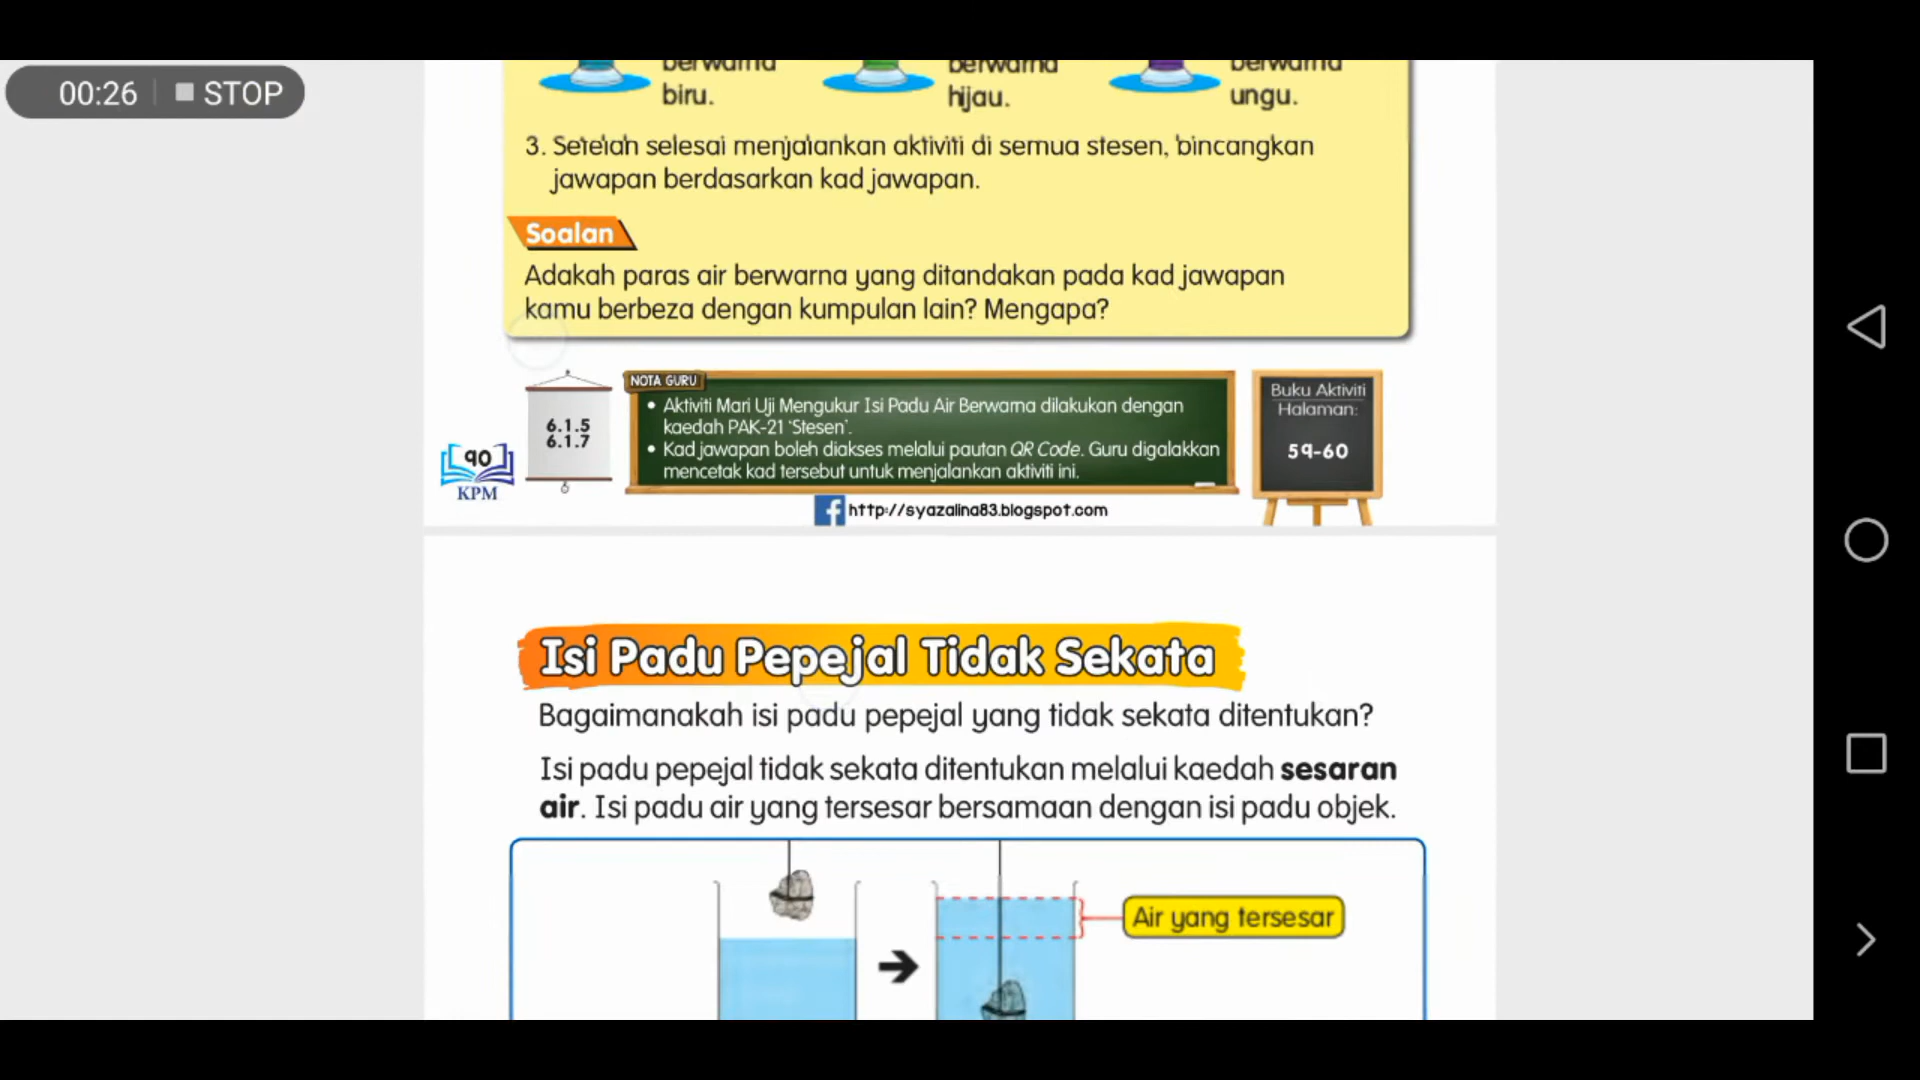 00:26
STOP
berwarna
biru.
berwarna
hijau.
berwarna
ungu.
3. Setelah selesai menjalankan aktiviti di semua stesen, bincangkan
jawapan berdasarkan kad jawapan.
Soalan
Adakah paras air berwarna yang ditandakan pada kad jawapan
kamu berbeza dengan kumpulan lain? Mengapa?
6.1.5
6.1.7
NOTA GURU
• Aktiviti Mari Uji Mengukur Isi Padu Air Berwarna dilakukan dengan
kaedah PAK-21 'Stesen'.
• Kad jawapan boleh diakses melalui pautan QR Code. Guru digalakkan
mencetak kad tersebut untuk menjalankan aktiviti ini.
Buku Aktiviti
Halaman:
59-60
90
KPM
f http://syazalina83.blogspot.com
Isi Padu Pepejal Tidak Sekata
Bagaimanakah isi padu pepejal yang tidak sekata ditentukan?
Isi padu pepejal tidak sekata ditentukan melalui kaedah sesaran
air. Isi padu air yang tersesar bersamaan dengan isi padu objek.
Air yang tersesar